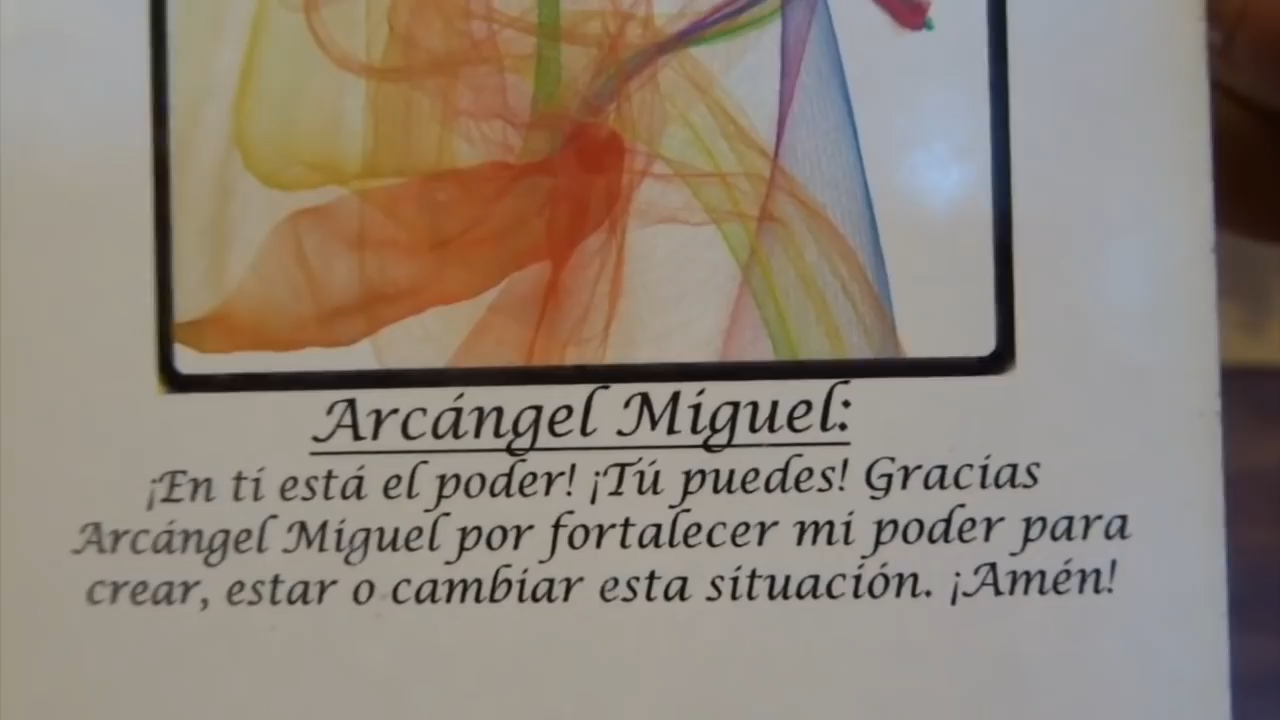 Arcángel Miguel:
¡En ti está el poder! ¡Tú puedes! Gracias
Arcángel Miguel por fortalecer mi poder para
crear, estar o cambiar esta situación. ¡Amén!